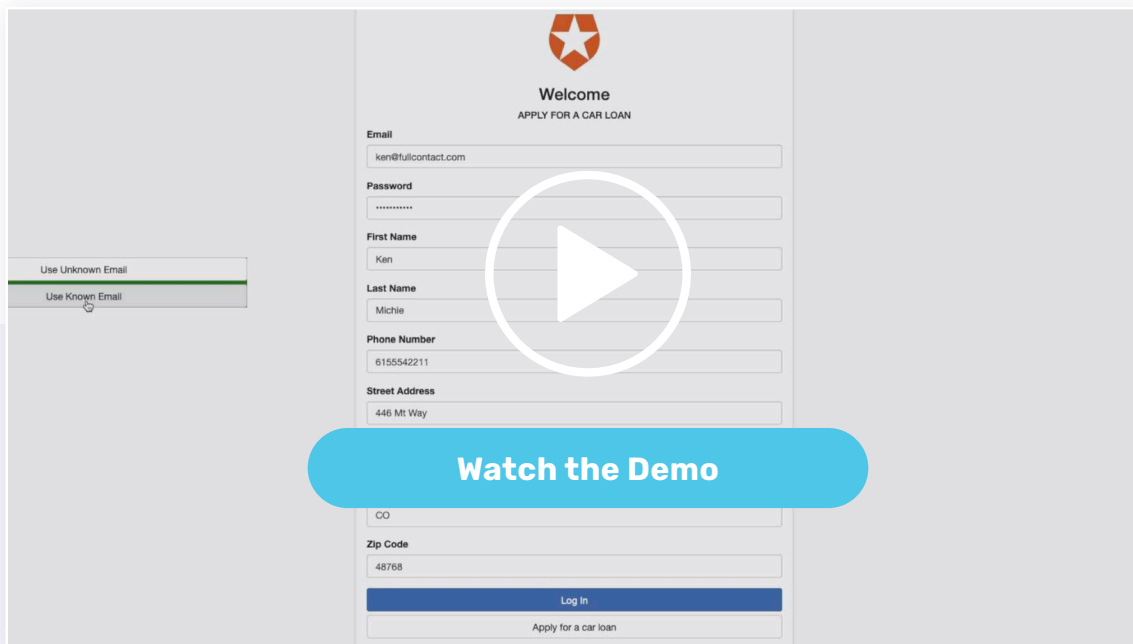 Welcome
APPLY FOR A CAR LOAN
Email
ken@fullcontact.com
Password
•••••••••••
First Name
Ken
Use Unknown Email
Use Known Email
Last Name
Michie
Phone Number
6155542211
Street Address
446 Mt Way
Watch the Demo
CO
Zip Code
48768
Log In
Apply for a car loan